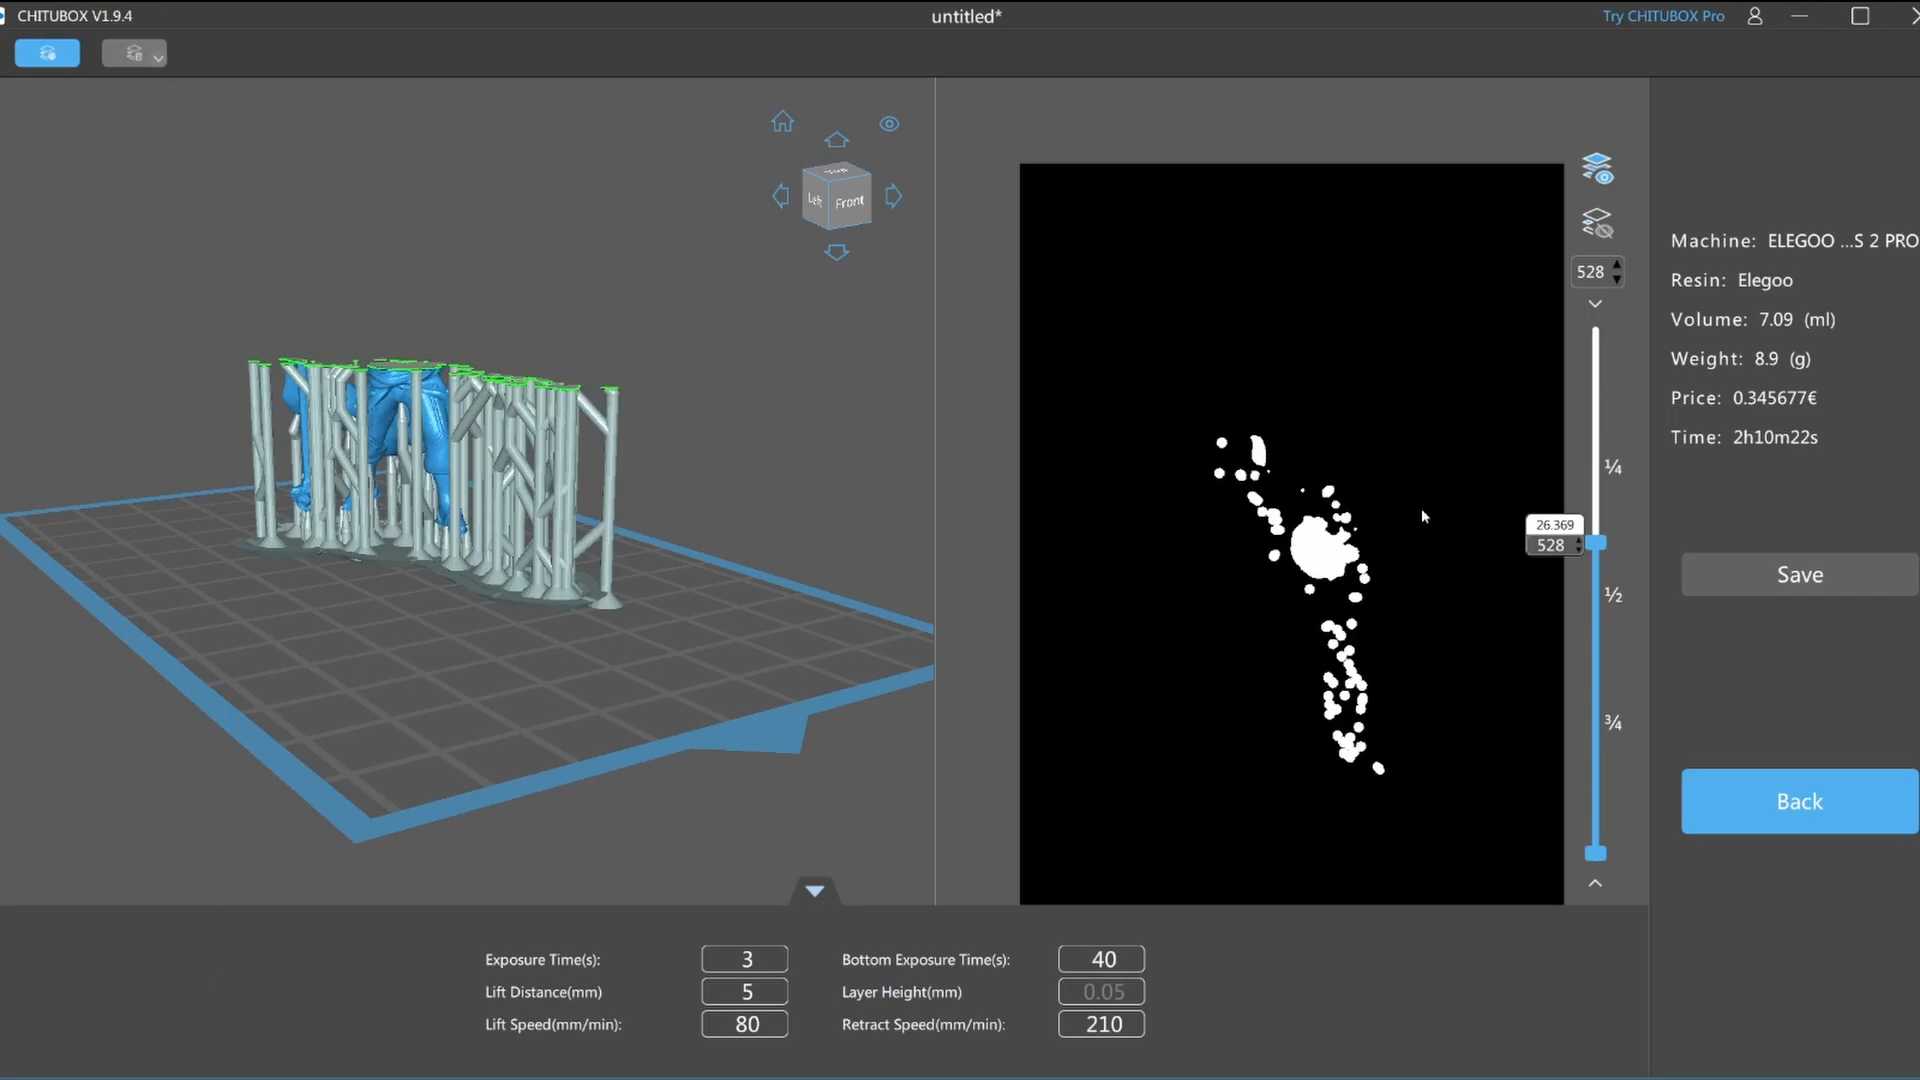 CHITUBOX V1.9.4
untitled*
Try CHITUBOX Pro
Left
Front
528
Machine: ELEGOO ...S 2 PRO
Resin: Elegoo
Volume: 7.09 (ml)
Weight: 8.9 (g)
Price: 0.345677€
Time: 2h10m22s
1/4
26.369
528
1/2
3/4
Save
Back
Exposure Time(s): 3
Bottom Exposure Time(s): 40
Lift Distance(mm) 5
Layer Height(mm) 0.05
Lift Speed(mm/min): 80
Retract Speed(mm/min): 210